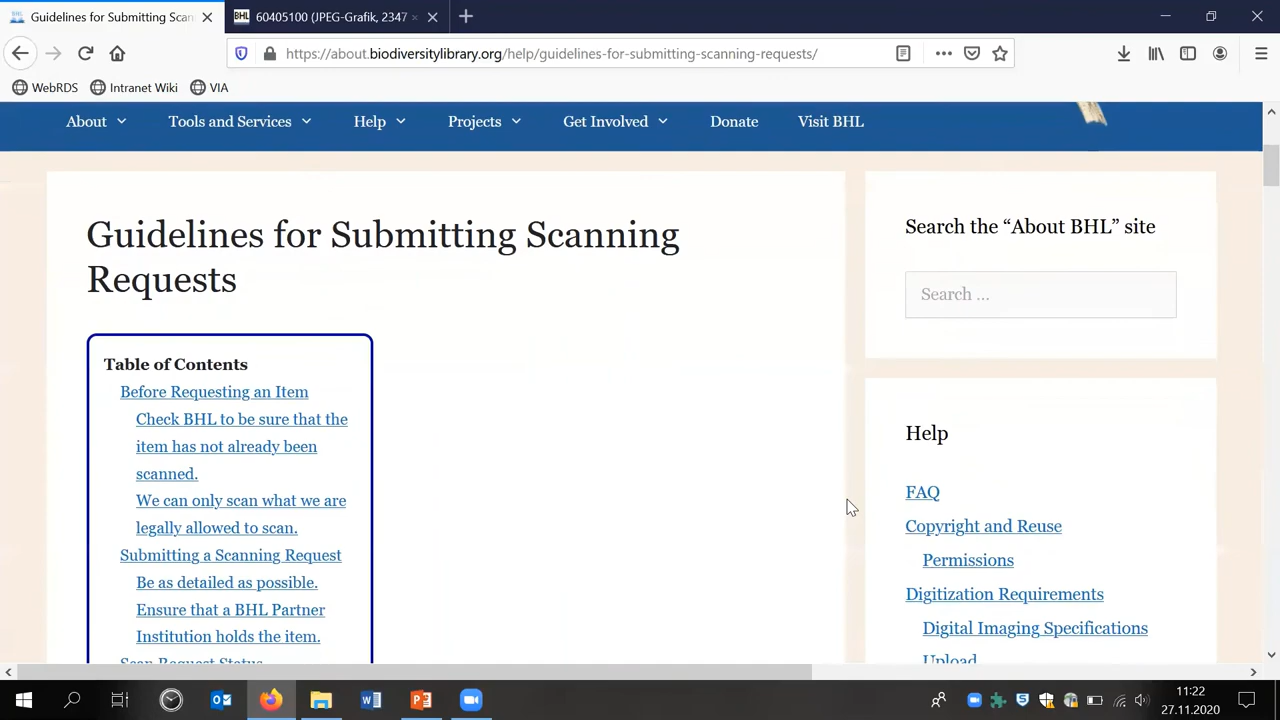 Guidelines for Submitting Scan
60405100 (JPEG-Grafik, 2347
https://about.biodiversitylibrary.org/help/guidelines-for-submitting-scanning-requests/
WebRDS
Intranet Wiki
VIA
About
Tools and Services
Help
Projects
Get Involved
Donate
Visit BHL
Guidelines for Submitting Scanning
Requests
Table of Contents
Before Requesting an Item
Check BHL to be sure that the
item has not already been
scanned.
We can only scan what we are
legally allowed to scan.
Submitting a Scanning Request
Be as detailed as possible.
Ensure that a BHL Partner
Institution holds the item.
Scan Request Status
Search the “About BHL” site
Search …
Help
FAQ
Copyright and Reuse
Permissions
Digitization Requirements
Digital Imaging Specifications
Upload
11:22
27.11.2020